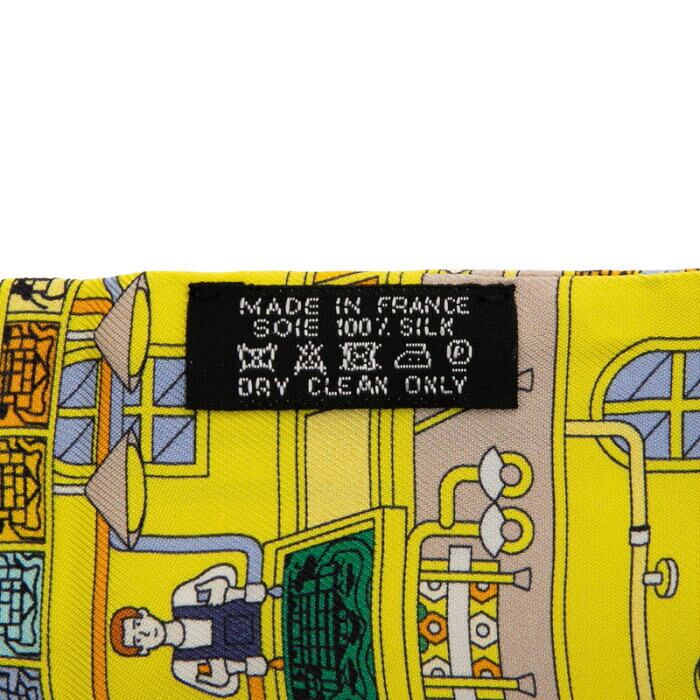 MADE IN FRANCE
SOIE 100% SILK
DRY CLEAN ONLY